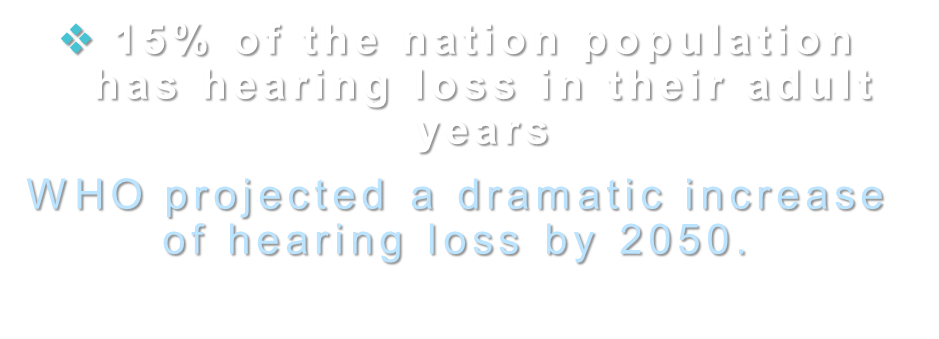 ❖ 15% of the nation population
has hearing loss in their adult
years
WHO projected a dramatic increase
of hearing loss by 2050.